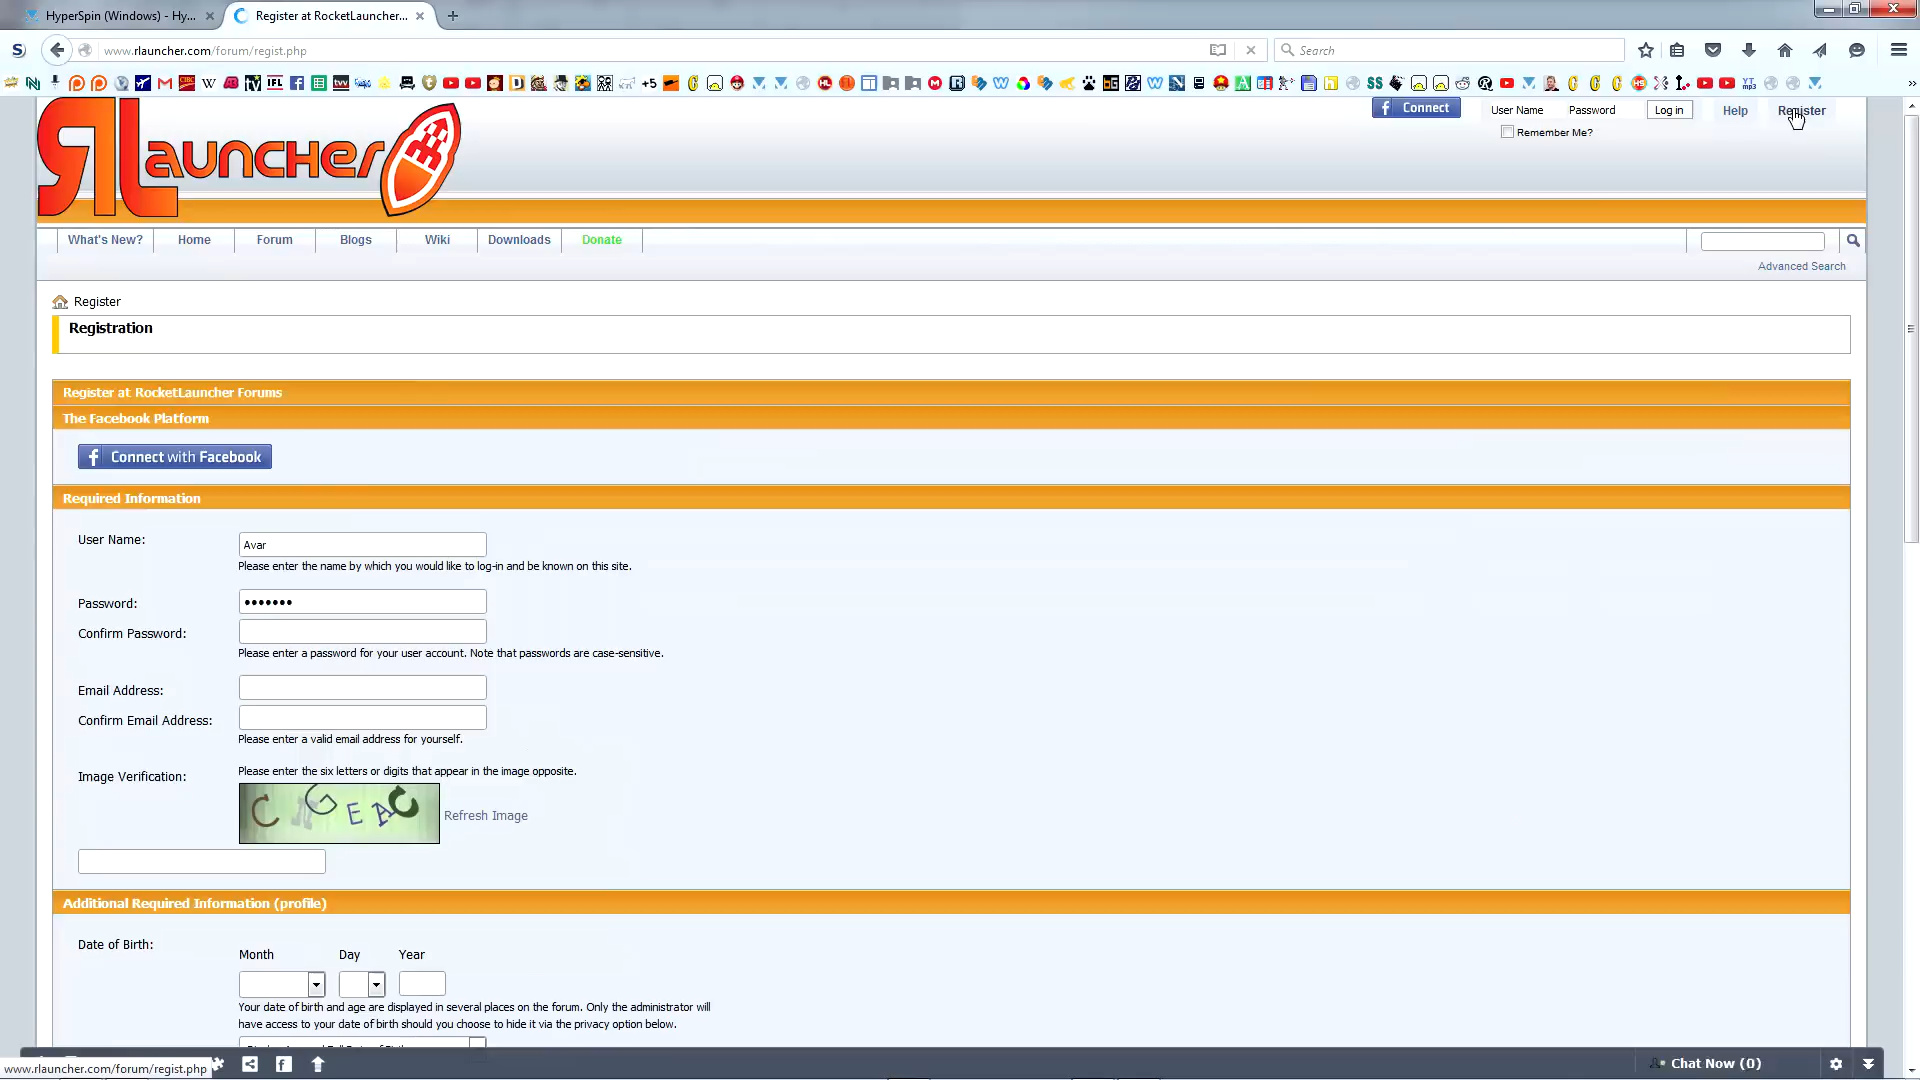 HyperSpin (Windows) - Hy...
Register at RocketLauncher...
www.rlauncher.com/forum/regist.php
Search
RLauncher
Connect
User Name
Password
Log in
Help
Register
Remember Me?
What's New?
Home
Forum
Blogs
Wiki
Downloads
Donate
Advanced Search
Register
Registration
Register at RocketLauncher Forums
The Facebook Platform
Connect with Facebook
Required Information
User Name:
Avar
Please enter the name by which you would like to log-in and be known on this site.
Password:
•••••••
Confirm Password:
Please enter a password for your user account. Note that passwords are case-sensitive.
Email Address:
Confirm Email Address:
Please enter a valid email address for yourself.
Image Verification:
Please enter the six letters or digits that appear in the image opposite.
Refresh Image
Additional Required Information (profile)
Date of Birth:
Month
Day
Year
Your date of birth and age are displayed in several places on the forum. Only the administrator will
have access to your date of birth should you choose to hide it via the privacy option below.
www.rlauncher.com/forum/regist.php
Chat Now (0)